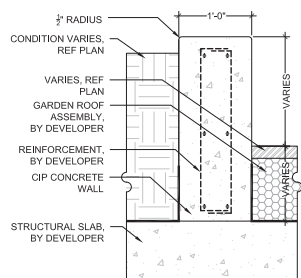 ½" RADIUS
1'-0"
CONDITION VARIES,
REF PLAN
VARIES, REF
PLAN
GARDEN ROOF
ASSEMBLY,
BY DEVELOPER
REINFORCEMENT,
BY DEVELOPER
CIP CONCRETE
WALL
STRUCTURAL SLAB,
BY DEVELOPER
VARIES
VARIES